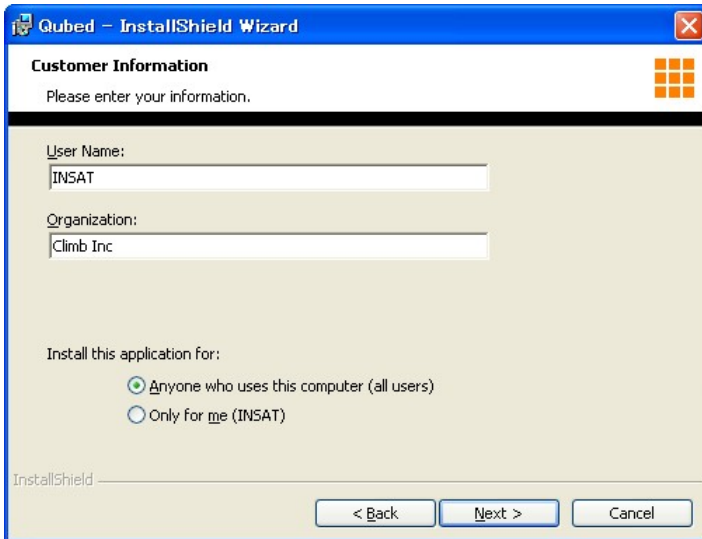 Qubed - InstallShield Wizard
Customer Information
Please enter your information.
User Name:
INSAT
Organization:
Climb Inc
Install this application for:
Anyone who uses this computer (all users)
Only for me (INSAT)
InstallShield
< Back Next > Cancel